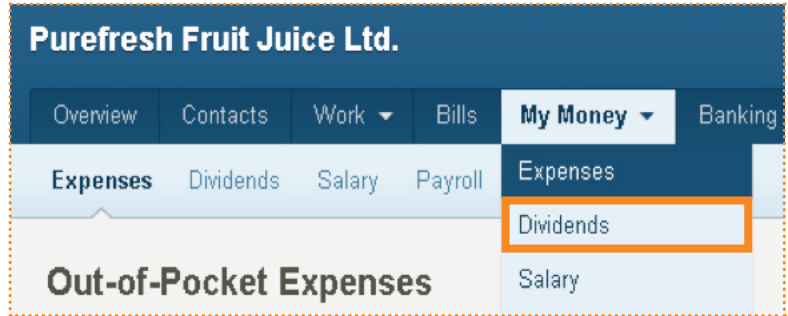 Purefresh Fruit Juice Ltd.
Overview Contacts Work Bills My Money Banking
Expenses Dividends Salary Payroll
Expenses
Dividends
Salary
Out-of-Pocket Expenses